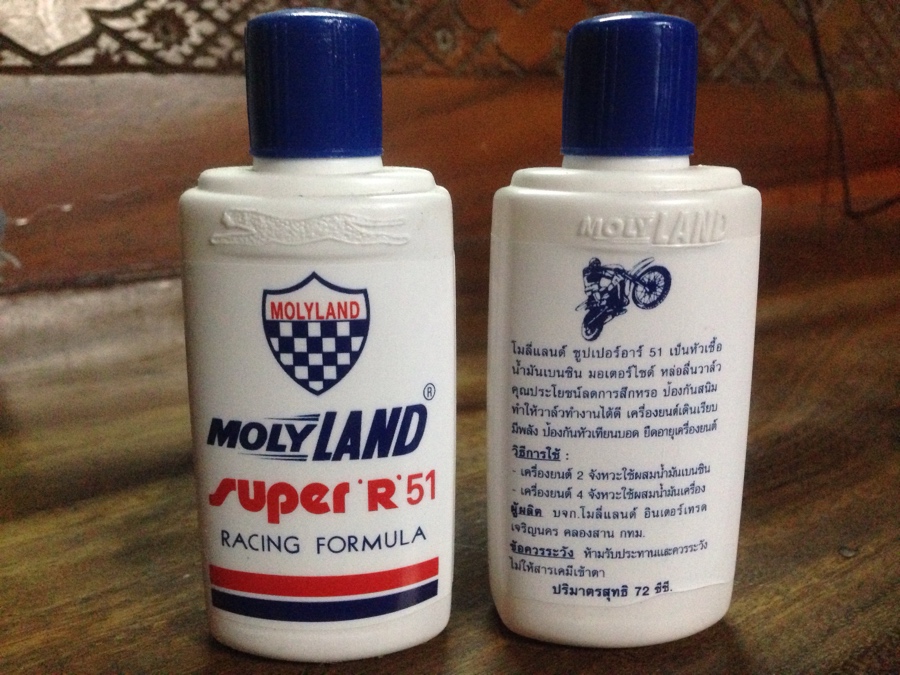 MOLYLAND
MOLYLAND®
super 'R' 51
RACING FORMULA
MOLYLAND
โมลี่แลนด์ ซูปเปอร์อาร์ 51 เป็นหัวเชื้อ
น้ำมันเบนซิน มอเตอร์ไซด์ หล่อลื่นวาล์ว
คุณประโยชน์ลดการสึกหรอ ป้องกันสนิม
ทำให้วาล์วทำงานได้ดี เครื่องยนต์เดินเรียบ
มีพลัง ป้องกันหัวเทียนบอด ยืดอายุเครื่องยนต์
วิธีการใช้ :
- เครื่องยนต์ 2 จังหวะใช้ผสมน้ำมันเบนซิน
- เครื่องยนต์ 4 จังหวะใช้ผสมน้ำมันเครื่อง
ผู้ผลิต บจก.โมลี่แลนด์ อินเตอร์เทรด
เจริญนคร คลองสาน กทม.
ข้อควรระวัง ห้ามรับประทานและควรระวัง
ไม่ให้สารเคมีเข้าตา
ปริมาตรสุทธิ 72 ซีซี.